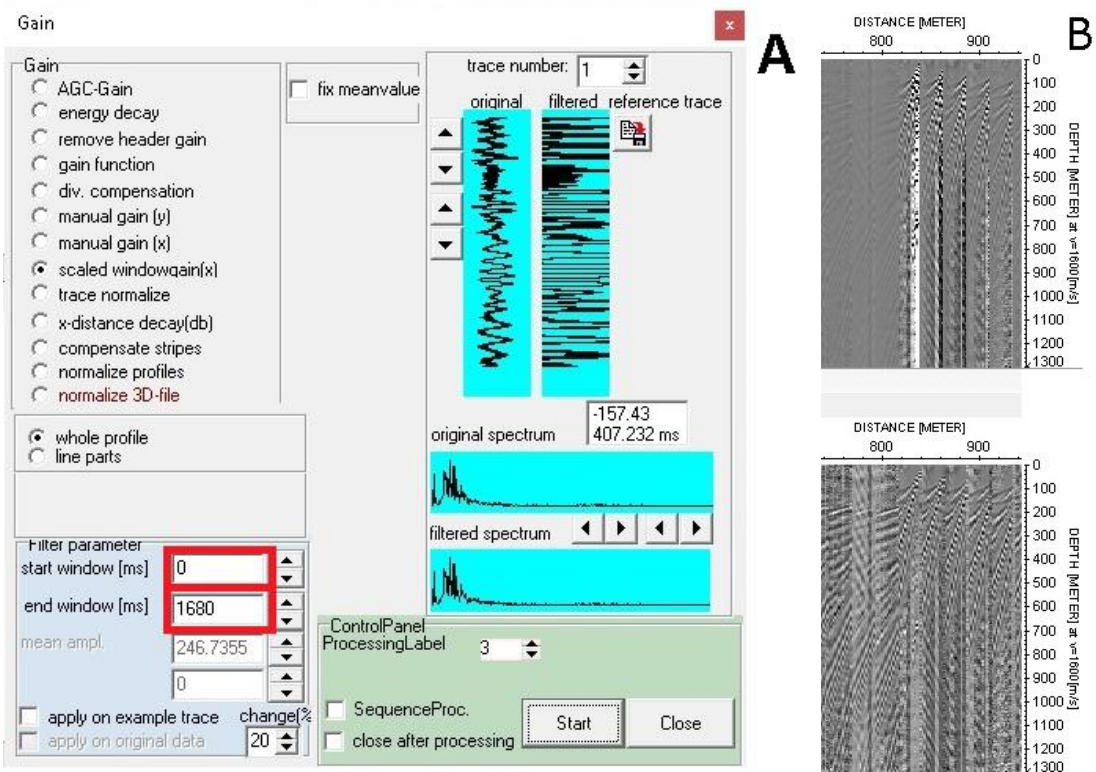 Gain
x
Gain
AGC-Gain
energy decay
remove header gain
gain function
div. compensation
manual gain (y)
manual gain (x)
scaled windowgain(x)
trace normalize
x-distance decay(db)
compensate stripes
normalize profiles
normalize 3D-file
whole profile
line parts
Filter parameter
start window [ms] 0
end window [ms] 1680
mean ampl. 246.7355
0
apply on example trace change(%
apply on original data 20
fix meanvalue
trace number: 1
original filtered reference trace
-157.43
407.232 ms
original spectrum
filtered spectrum
ControlPanel
ProcessingLabel 3
SequenceProc.
close after processing
Start
Close
A
B
DISTANCE [METER]
800 900
0
100
200
300
400
500
600
700
800
900
1000
1100
1200
1300
DEPTH [METER] at v=1600[m/s]
DISTANCE [METER]
800 900
0
100
200
300
400
500
600
700
800
900
1000
1100
1200
1300
DEPTH [METER] at v=1600[m/s]